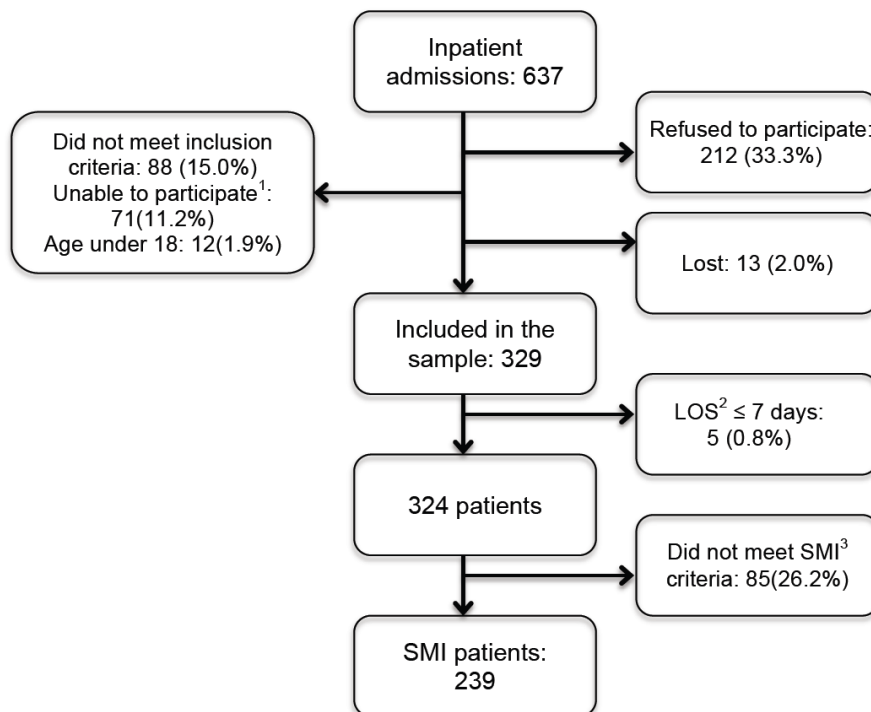 Inpatient
admissions: 637
Refused to participate:
212 (33.3%)
Did not meet inclusion
criteria: 88 (15.0%)
Unable to participate¹:
71(11.2%)
Age under 18: 12(1.9%)
Lost: 13 (2.0%)
Included in the
sample: 329
LOS² ≤ 7 days:
5 (0.8%)
324 patients
Did not meet SMI³
criteria: 85(26.2%)
SMI patients:
239